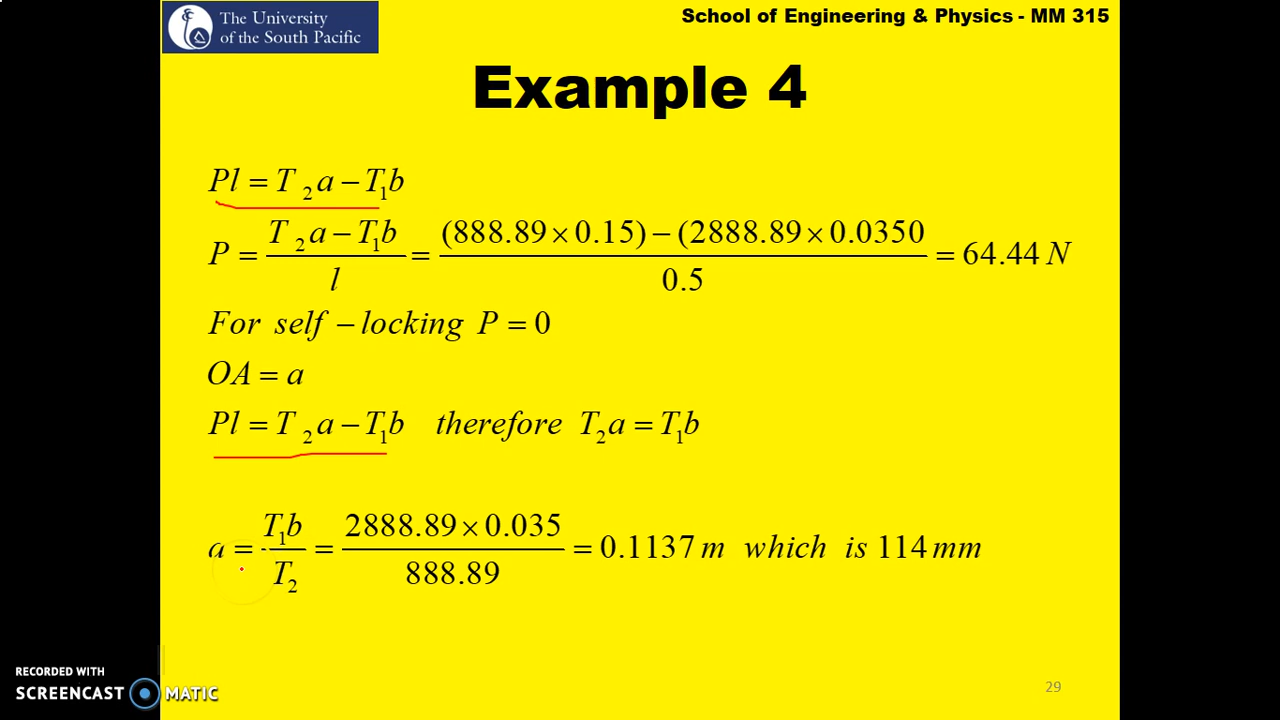 The University
of the South Pacific
School of Engineering & Physics - MM 315
Example 4
Pl = T₂a − T₁b
P = (T₂a − T₁b) / l = ((888.89 × 0.15) − (2888.89 × 0.0350) / 0.5 = 64.44 N
For self − locking P = 0
OA = a
Pl = T₂a − T₁b therefore T₂a = T₁b
a = T₁b / T₂ = 2888.89 × 0.035 / 888.89 = 0.1137 m which is 114 mm
RECORDED WITH
SCREENCAST MATIC
29